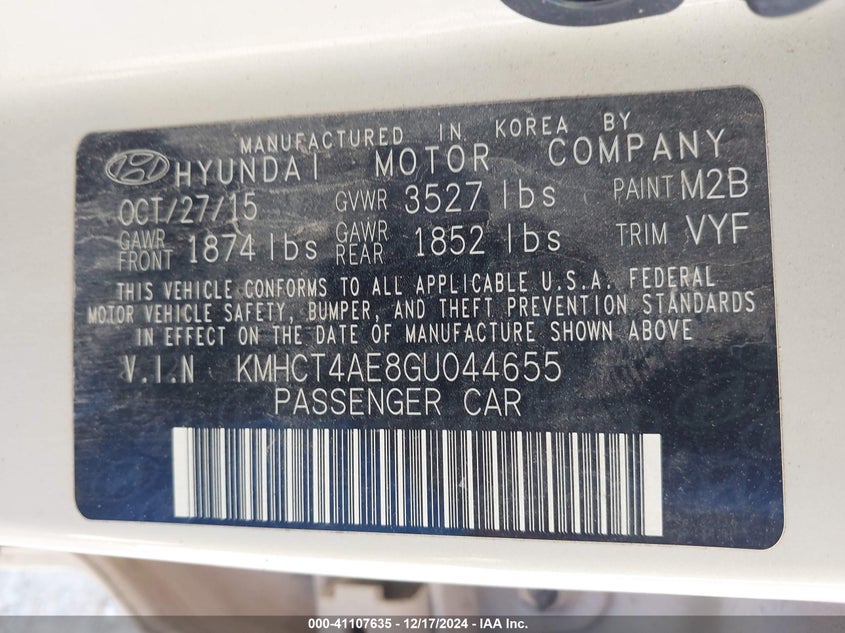 MANUFACTURED IN KOREA BY
HYUNDAI MOTOR COMPANY
OCT/27/15 GVWR 3527 lbs PAINT M2B
GAWR FRONT 1874 lbs GAWR REAR 1852 lbs TRIM VYF
THIS VEHICLE CONFORMS TO ALL APPLICABLE U.S.A. FEDERAL
MOTOR VEHICLE SAFETY, BUMPER, AND THEFT PREVENTION STANDARDS
IN EFFECT ON THE DATE OF MANUFACTURE SHOWN ABOVE
V.I.N KMHCT4AE8GU044655
PASSENGER CAR
000-41107635 - 12/17/2024 - IAA Inc.